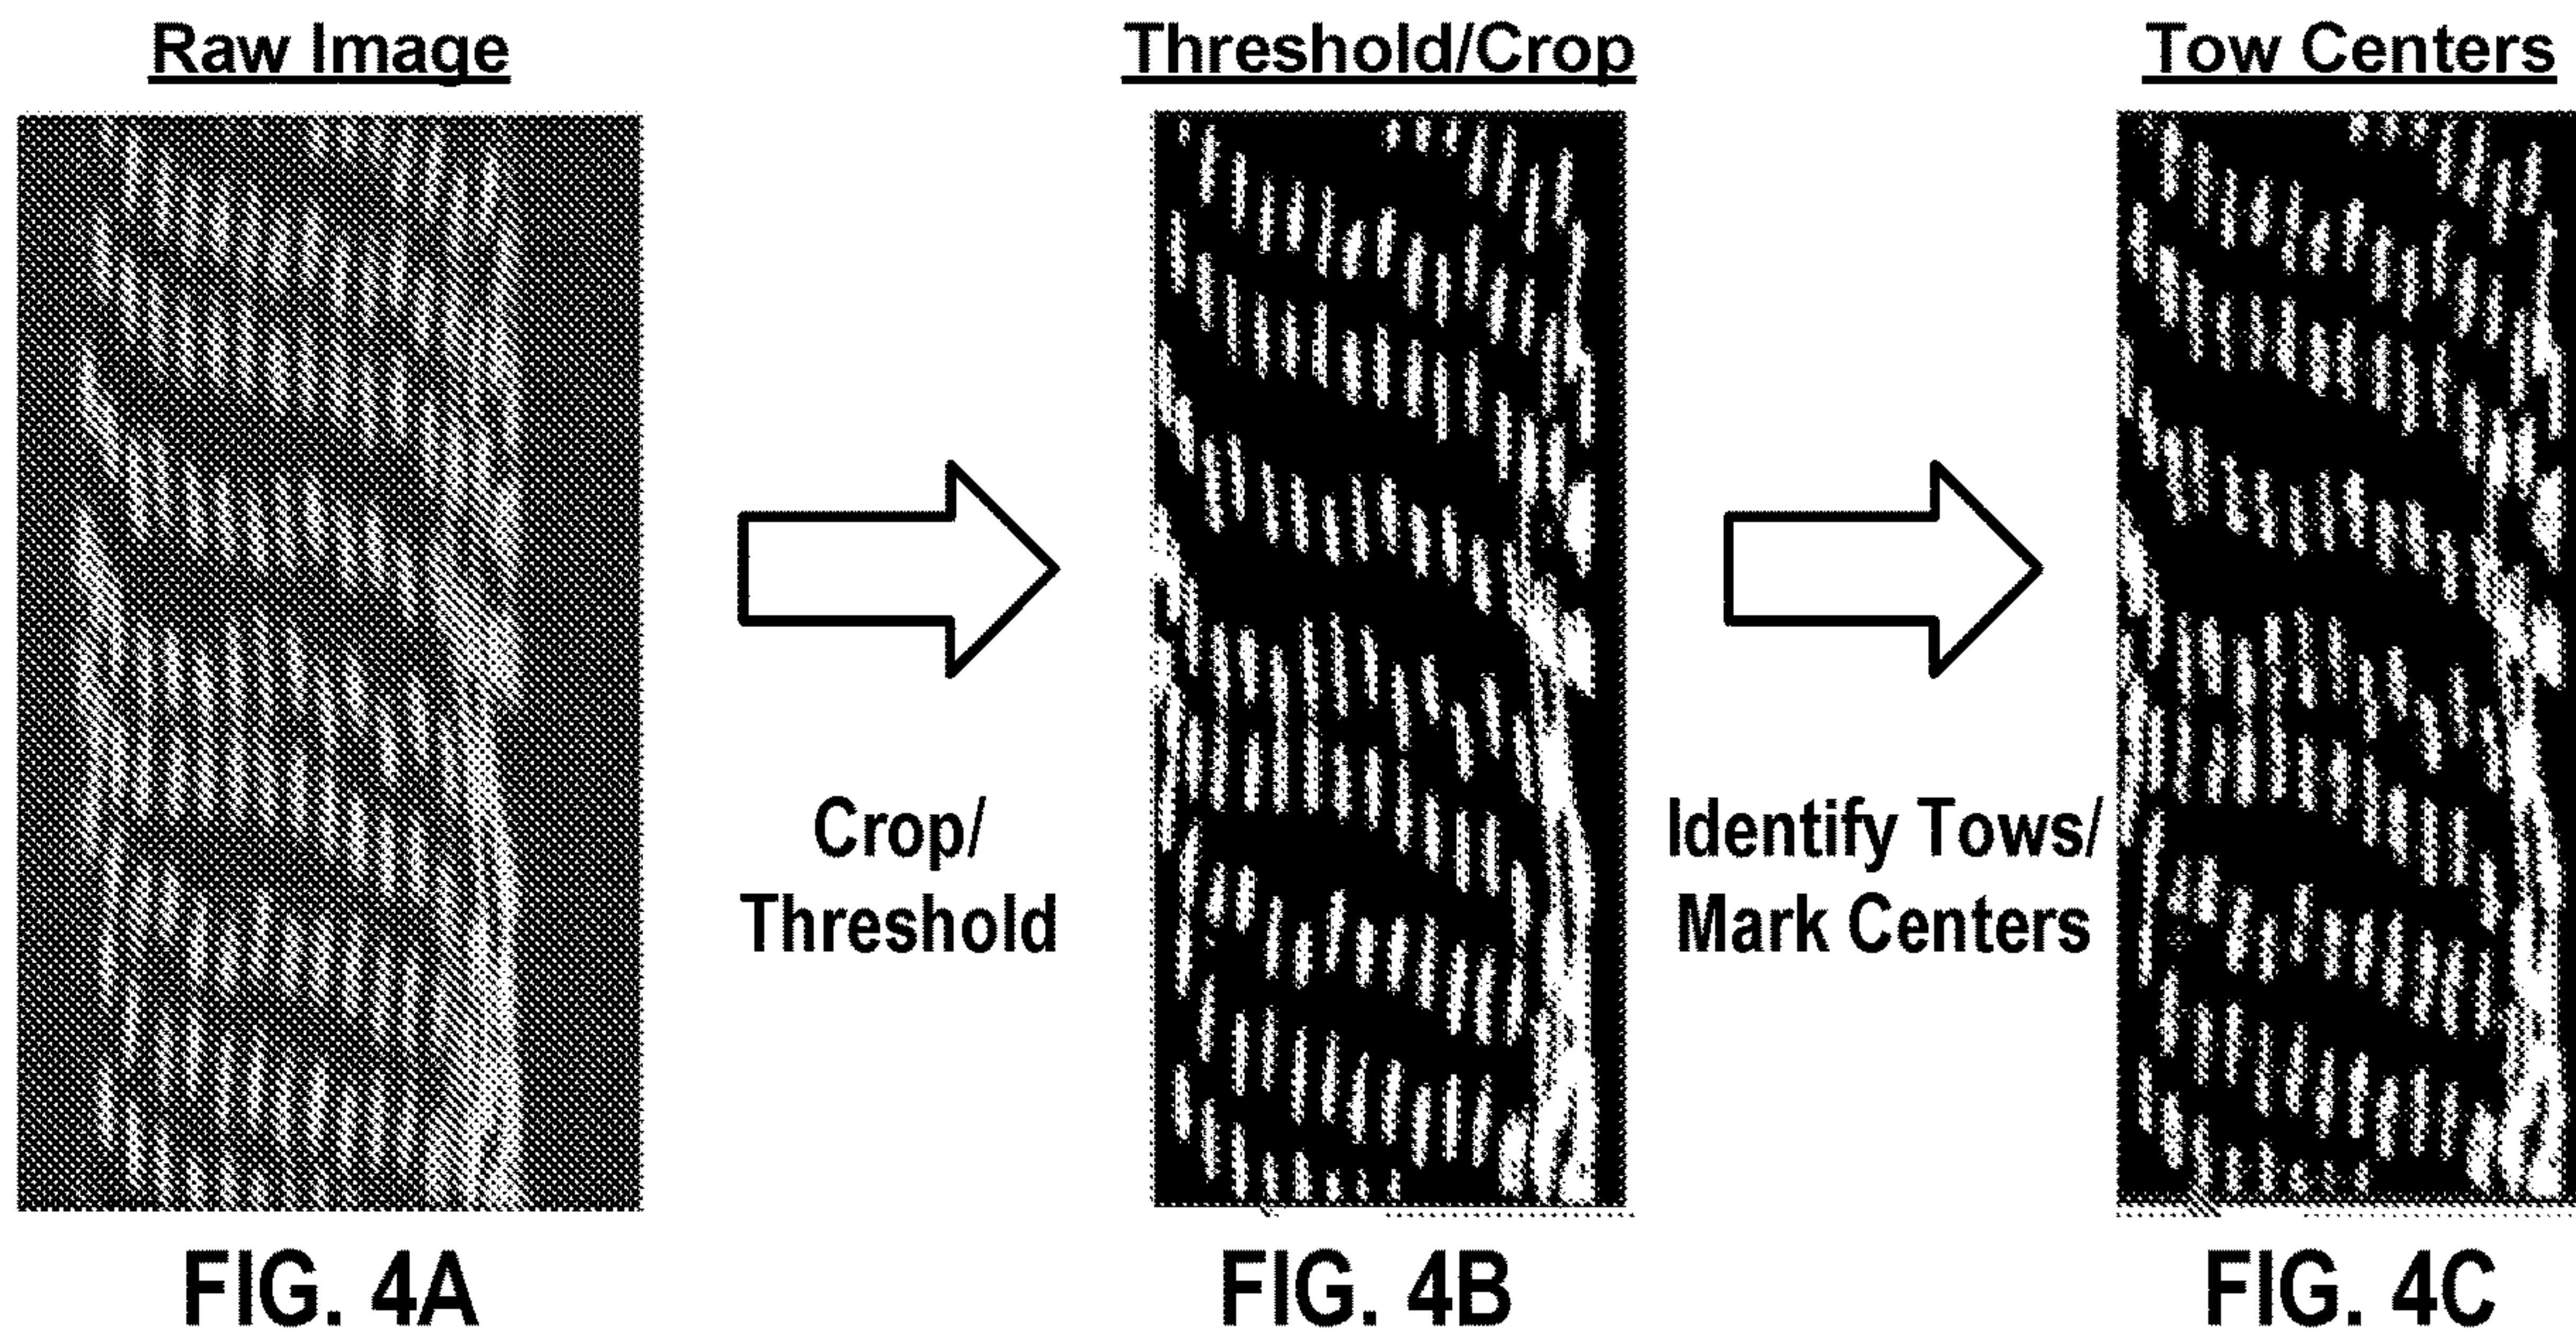 Raw Image
Threshold/Crop
Tow Centers
Crop/
Threshold
Identify Tows/
Mark Centers
FIG. 4A
FIG. 4B
FIG. 4C